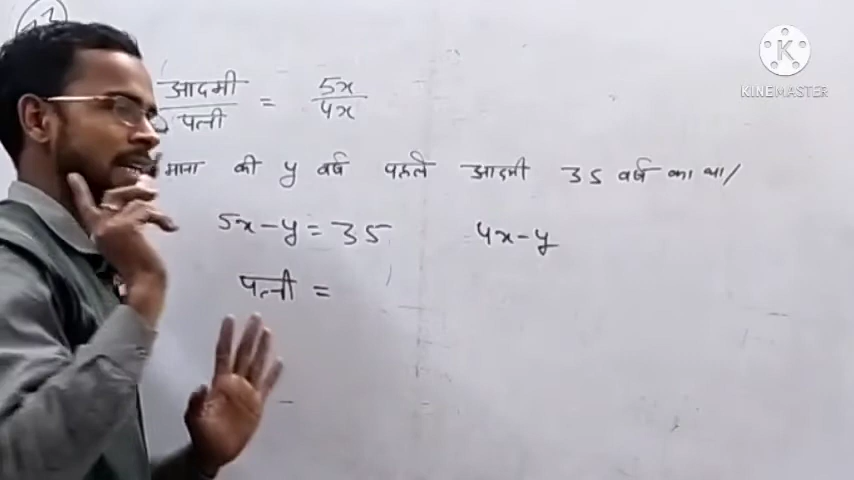 आदमी/पत्नी = 5x/4x
माना की y वर्ष पहले आदमी 35 वर्ष का था/
5x-y=35 4x-y
पत्नी =
KINEMASTER